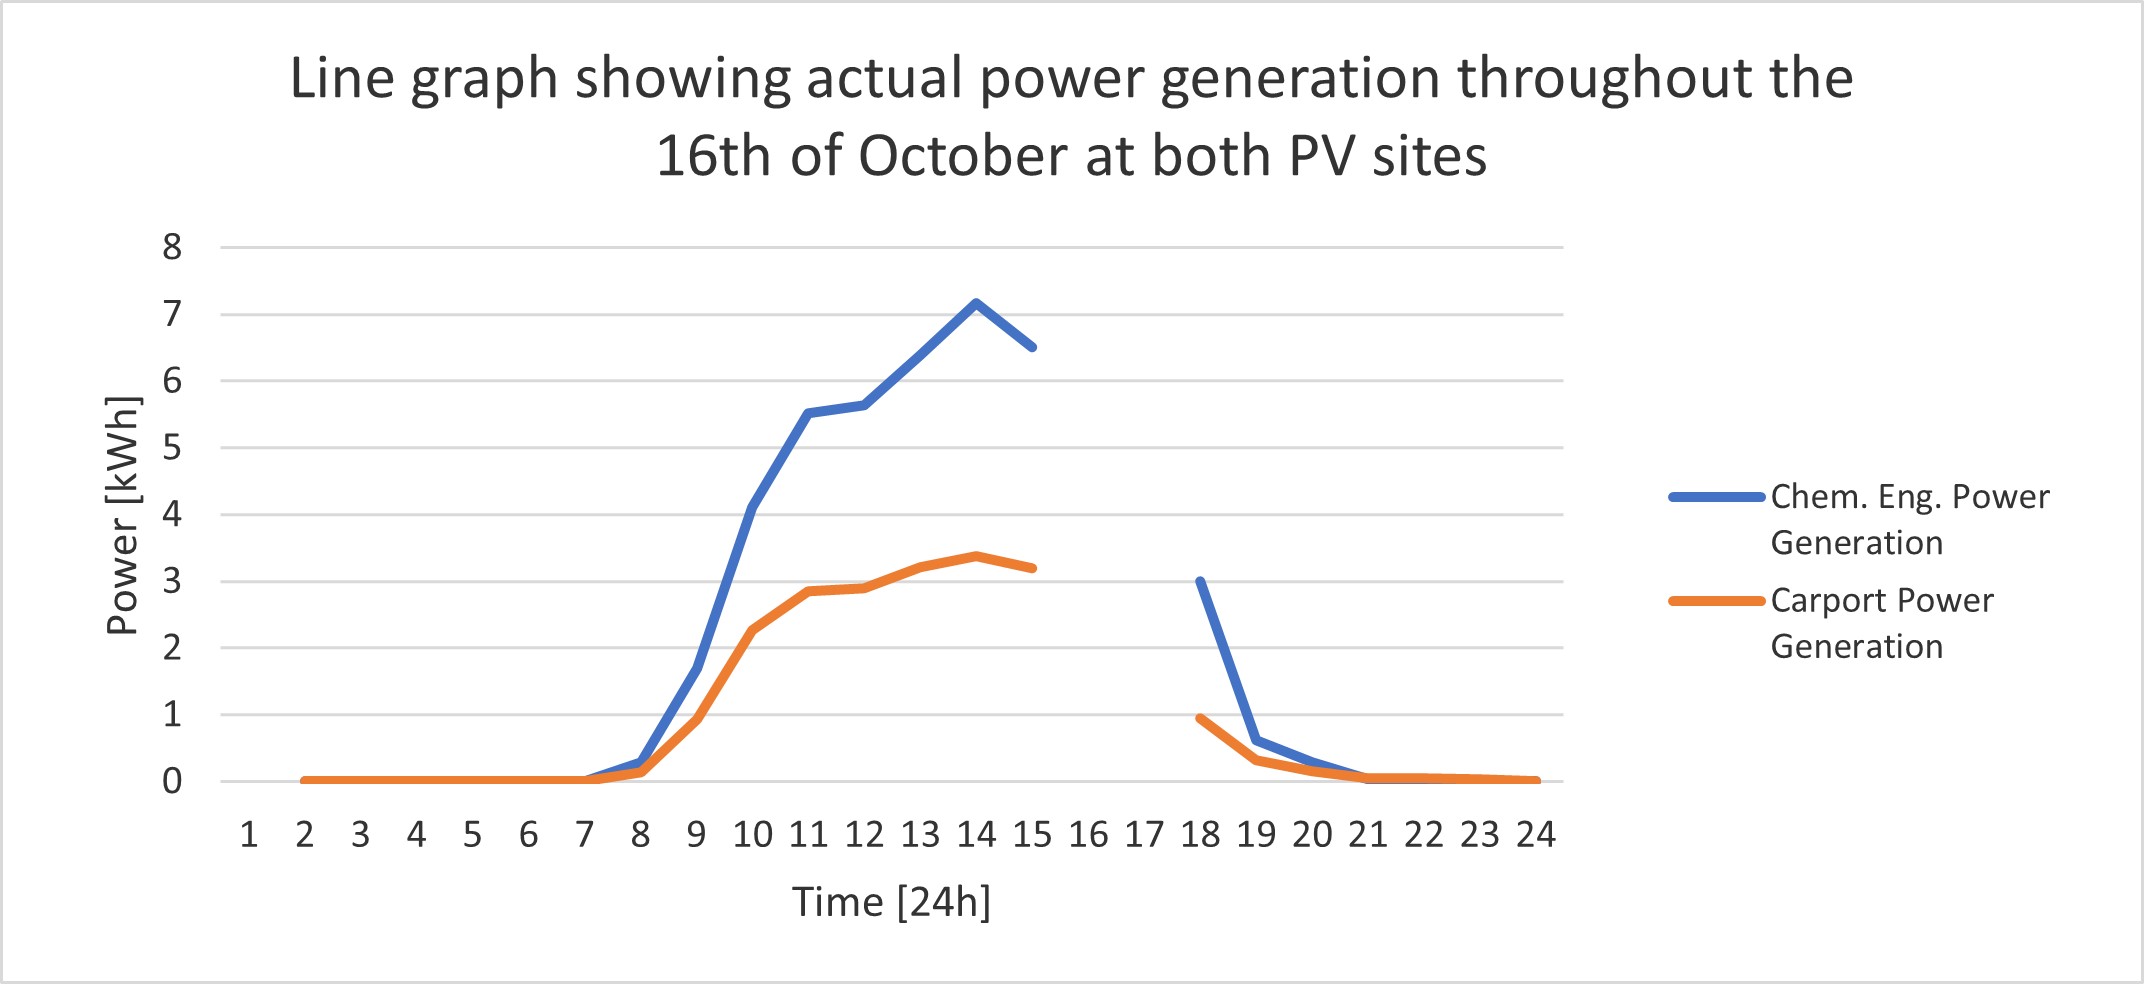 Line graph showing actual power generation throughout the
16th of October at both PV sites
8
7
6
5
4
3
2
1
0
Power [kWh]
1 2 3 4 5 6 7 8 9 10 11 12 13 14 15 16 17 18 19 20 21 22 23 24
Time [24h]
Chem. Eng. Power
Generation
Carport Power
Generation